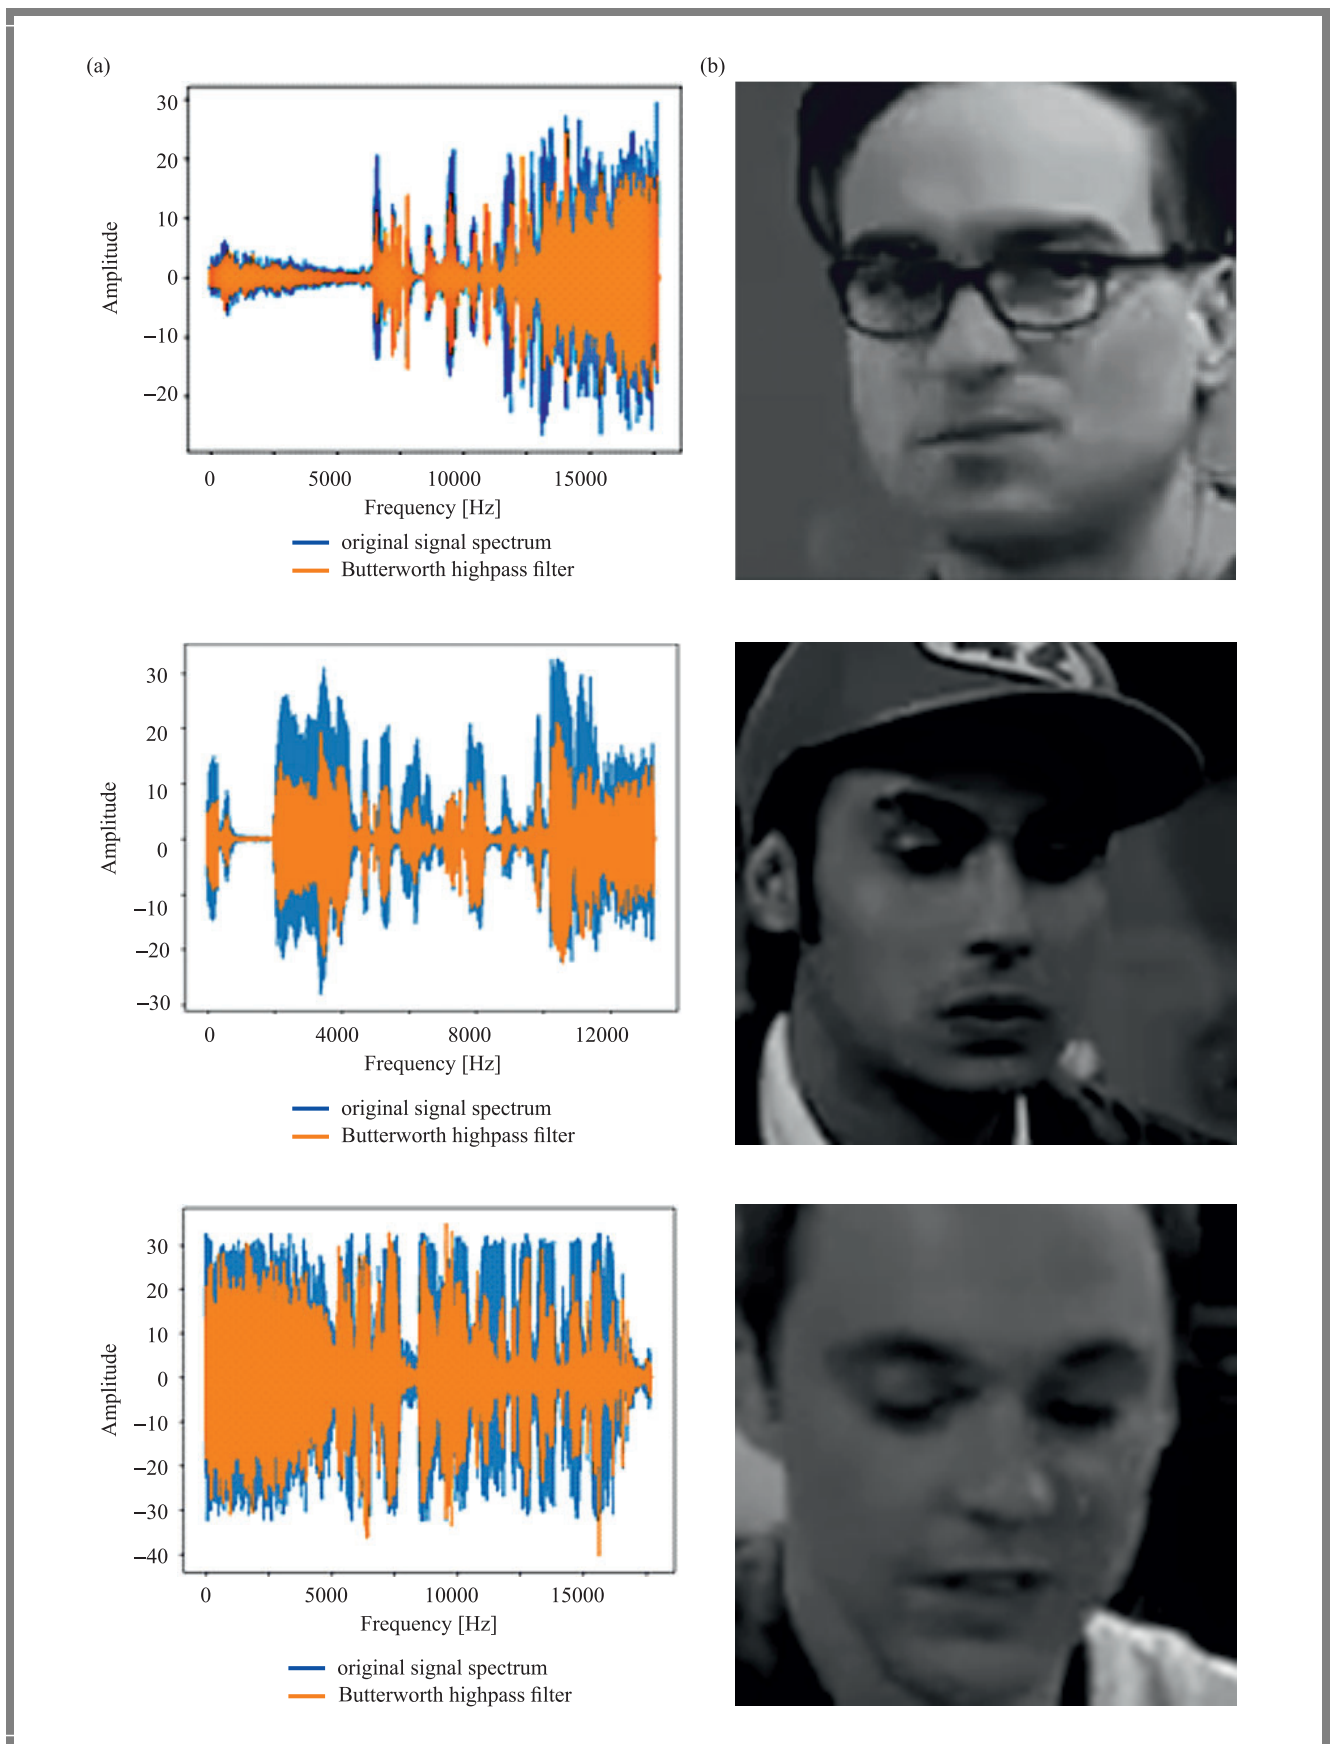 (a)
(b)
30
20
10
0
−10
−20
Amplitude
0 5000 10000 15000
Frequency [Hz]
original signal spectrum
Butterworth highpass filter
30
20
10
0
−10
−20
−30
Amplitude
0 4000 8000 12000
Frequency [Hz]
original signal spectrum
Butterworth highpass filter
30
20
10
0
−10
−20
−30
−40
Amplitude
0 5000 10000 15000
Frequency [Hz]
original signal spectrum
Butterworth highpass filter